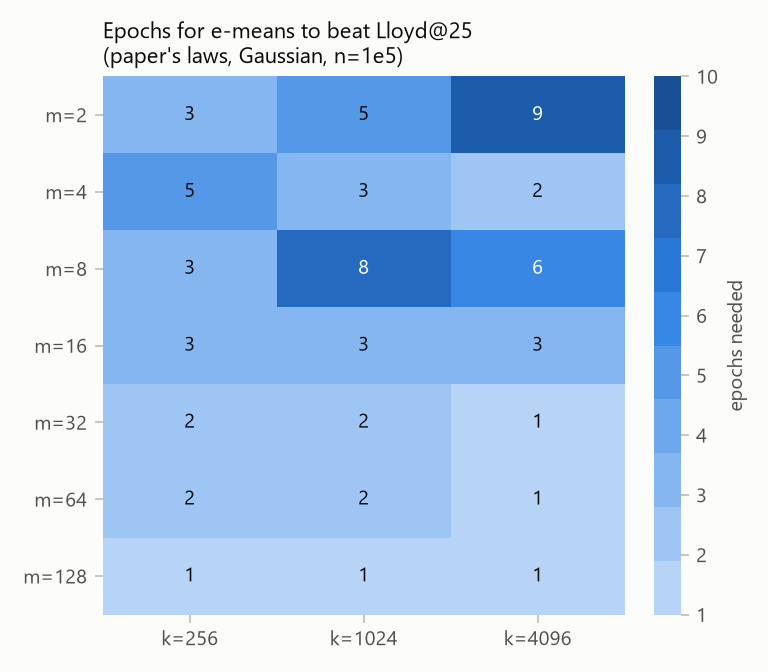 Epochs for e-means to beat Lloyd@25
(paper's laws, Gaussian, n=1e5)
m=2 3 5 9
m=4 5 3 2
m=8 3 8 6
m=16 3 3 3
m=32 2 2 1
m=64 2 2 1
m=128 1 1 1
k=256 k=1024 k=4096
10
9
8
7
6
5
4
3
2
1
epochs needed